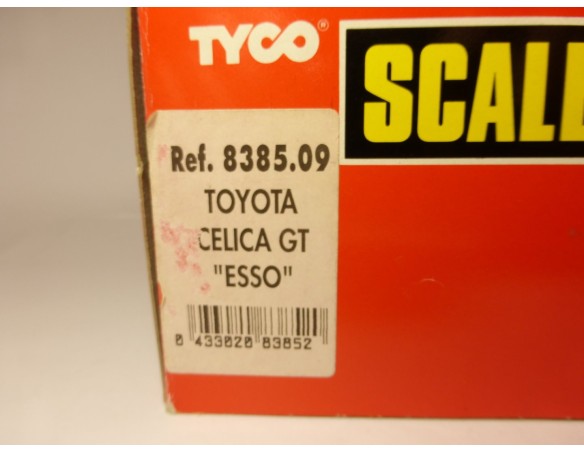 TYCO®
SCALE
Ref. 8385.09
TOYOTA
CELICA GT
"ESSO"
0 433020 83852